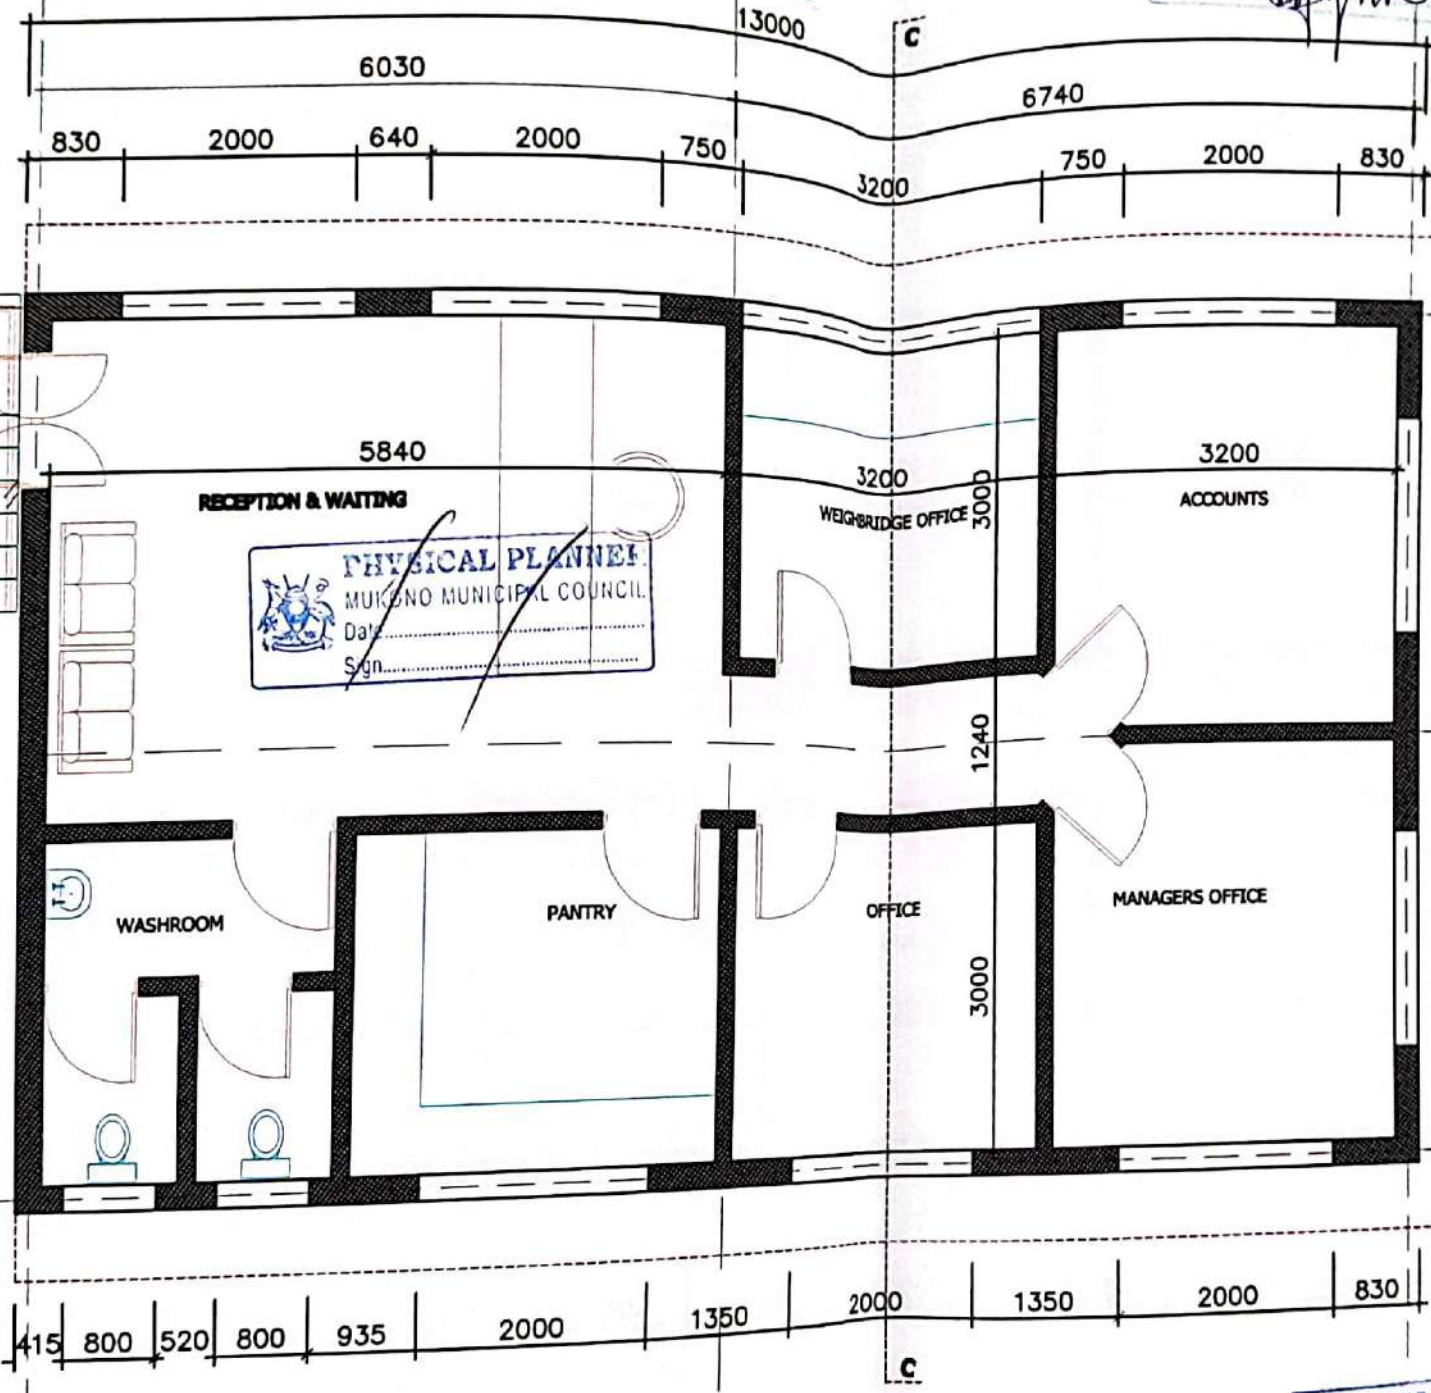 13000
C
6030
6740
830 2000 640 2000 750 3200 750 2000 830
5840 3200 3200
RECEPTION & WAITING
WEIGHBRIDGE OFFICE
ACCOUNTS
3000
PHYSICAL PLANNER
MUKONO MUNICIPAL COUNCIL
Date
Sign
1240
WASHROOM
PANTRY
OFFICE
MANAGERS OFFICE
3000
415 800 520 800 935 2000 1350 2000 1350 2000 830
C